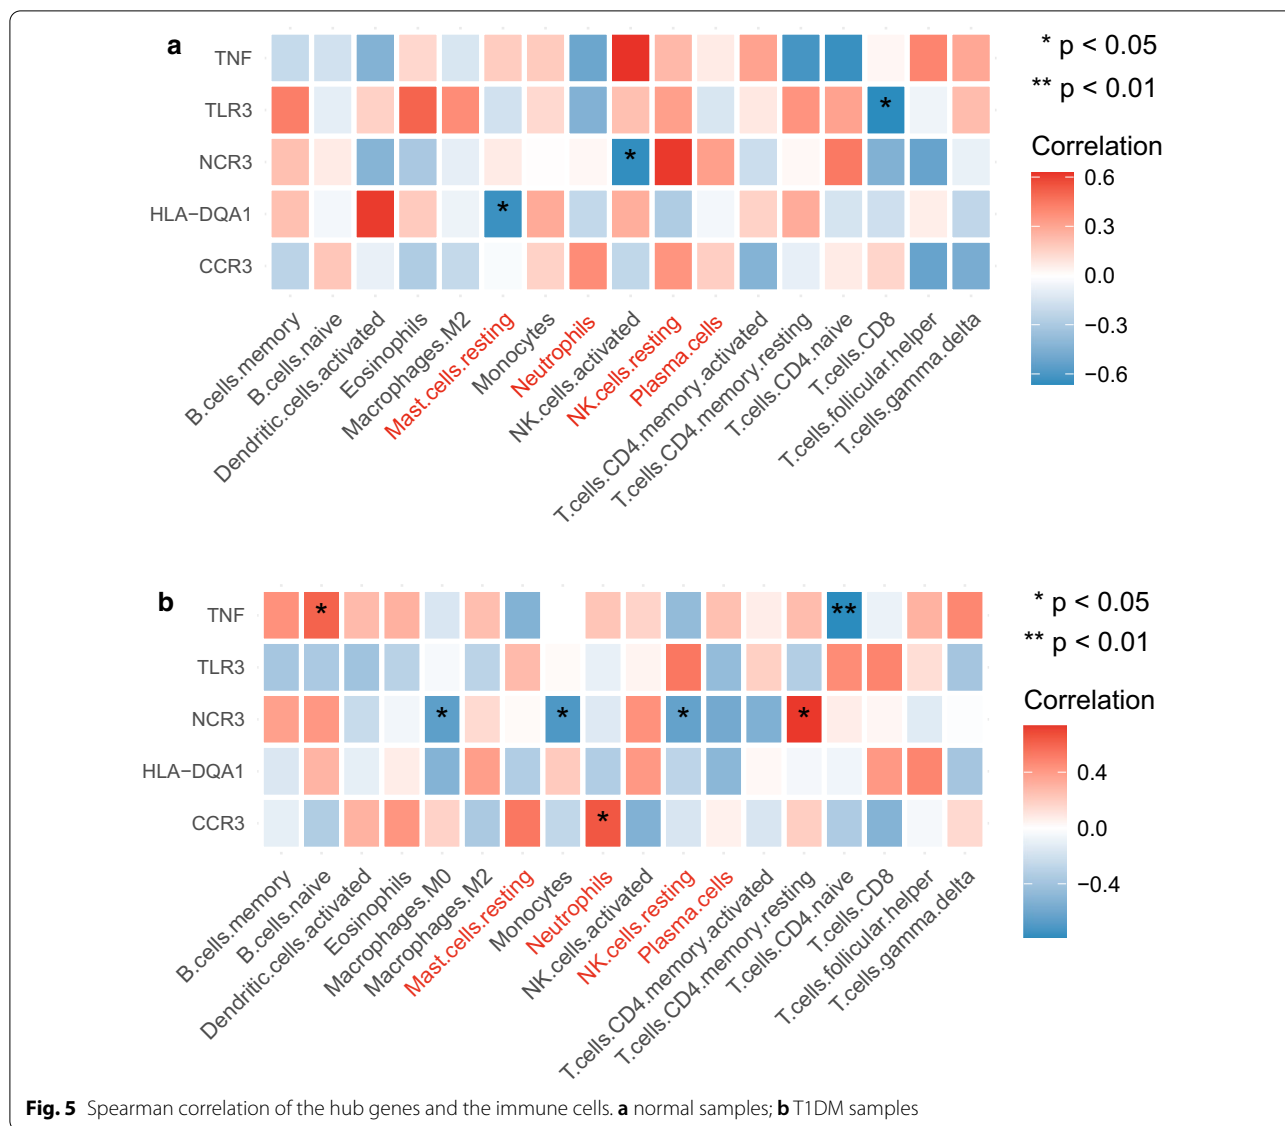 a
TNF
TLR3
NCR3
HLA−DQA1
CCR3
*
*
*
B.cells.memory
B.cells.naive
Dendritic.cells.activated
Eosinophils
Macrophages.M2
Mast.cells.resting
Monocytes
Neutrophils
NK.cells.activated
NK.cells.resting
Plasma.cells
T.cells.CD4.memory.activated
T.cells.CD4.memory.resting
T.cells.CD4.naive
T.cells.CD8
T.cells.follicular.helper
T.cells.gamma.delta
* p < 0.05
** p < 0.01
Correlation
0.6
0.3
0.0
−0.3
−0.6
b
TNF
TLR3
NCR3
HLA−DQA1
CCR3
* **
* * * *
*
B.cells.memory
B.cells.naive
Dendritic.cells.activated
Eosinophils
Macrophages.M0
Macrophages.M2
Mast.cells.resting
Monocytes
Neutrophils
NK.cells.activated
NK.cells.resting
Plasma.cells
T.cells.CD4.memory.activated
T.cells.CD4.memory.resting
T.cells.CD4.naive
T.cells.CD8
T.cells.follicular.helper
T.cells.gamma.delta
* p < 0.05
** p < 0.01
Correlation
0.4
0.0
−0.4
Fig. 5 Spearman correlation of the hub genes and the immune cells. a normal samples; b T1DM samples